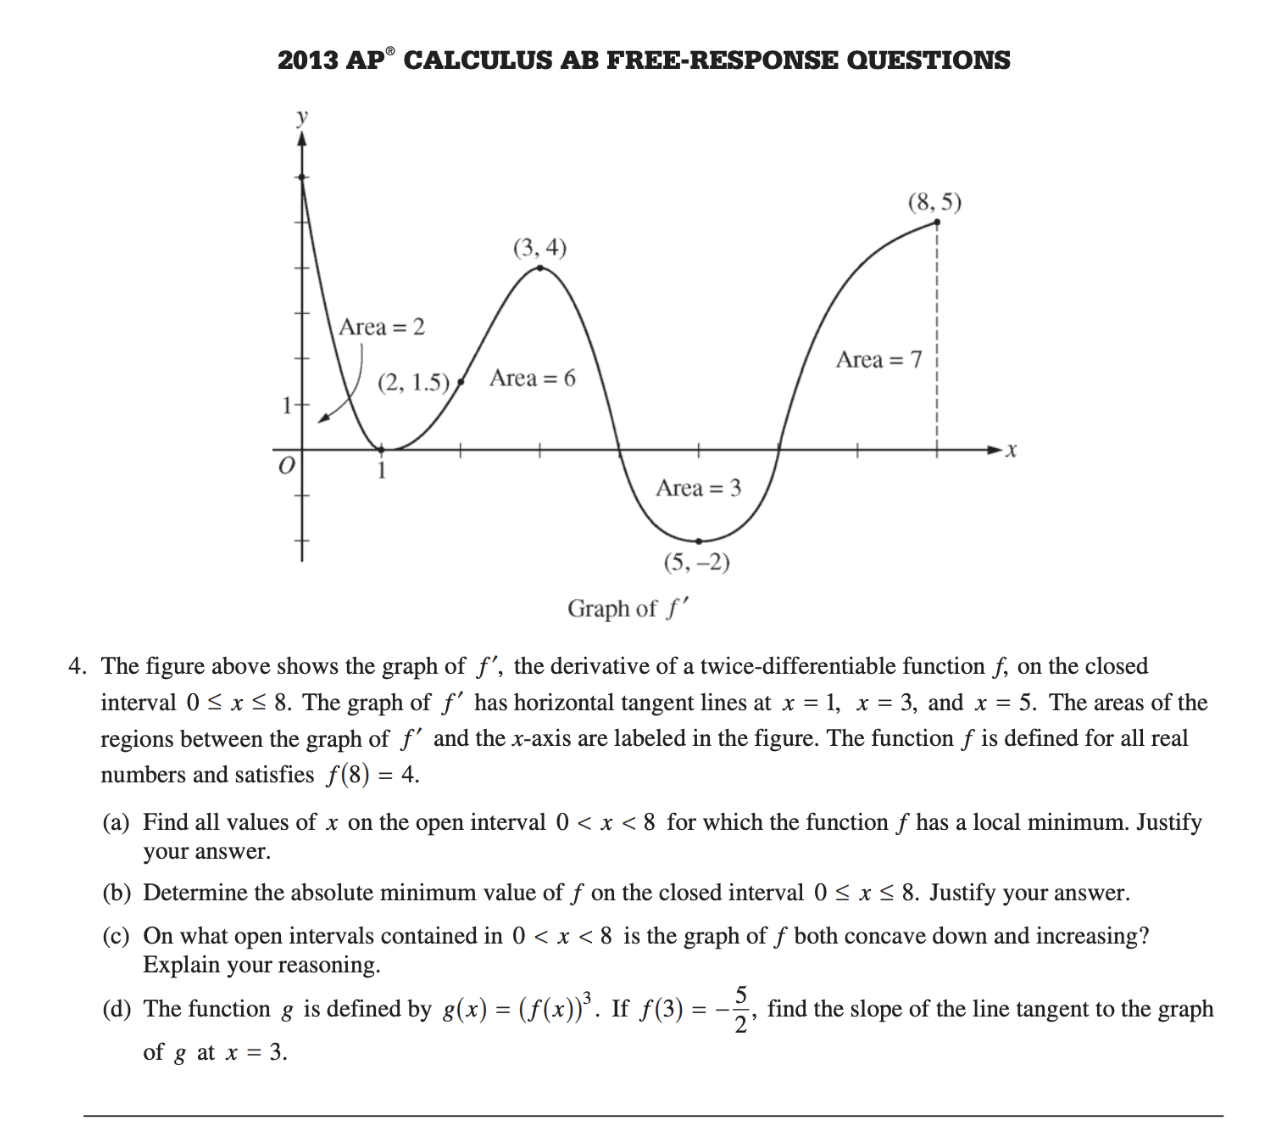 2013 AP® CALCULUS AB FREE-RESPONSE QUESTIONS
y
(8, 5)
(3, 4)
Area = 2
Area = 7
(2, 1.5)
Area = 6
1
x
O
1
Area = 3
(5, –2)
Graph of f′
4. The figure above shows the graph of f′, the derivative of a twice-differentiable function f, on the closed
interval 0 ≤ x ≤ 8. The graph of f′ has horizontal tangent lines at x = 1, x = 3, and x = 5. The areas of the
regions between the graph of f′ and the x-axis are labeled in the figure. The function f is defined for all real
numbers and satisfies f(8) = 4.
(a) Find all values of x on the open interval 0 < x < 8 for which the function f has a local minimum. Justify
your answer.
(b) Determine the absolute minimum value of f on the closed interval 0 ≤ x ≤ 8. Justify your answer.
(c) On what open intervals contained in 0 < x < 8 is the graph of f both concave down and increasing?
Explain your reasoning.
(d) The function g is defined by g(x) = (f(x))³. If f(3) = −5/2, find the slope of the line tangent to the graph
of g at x = 3.